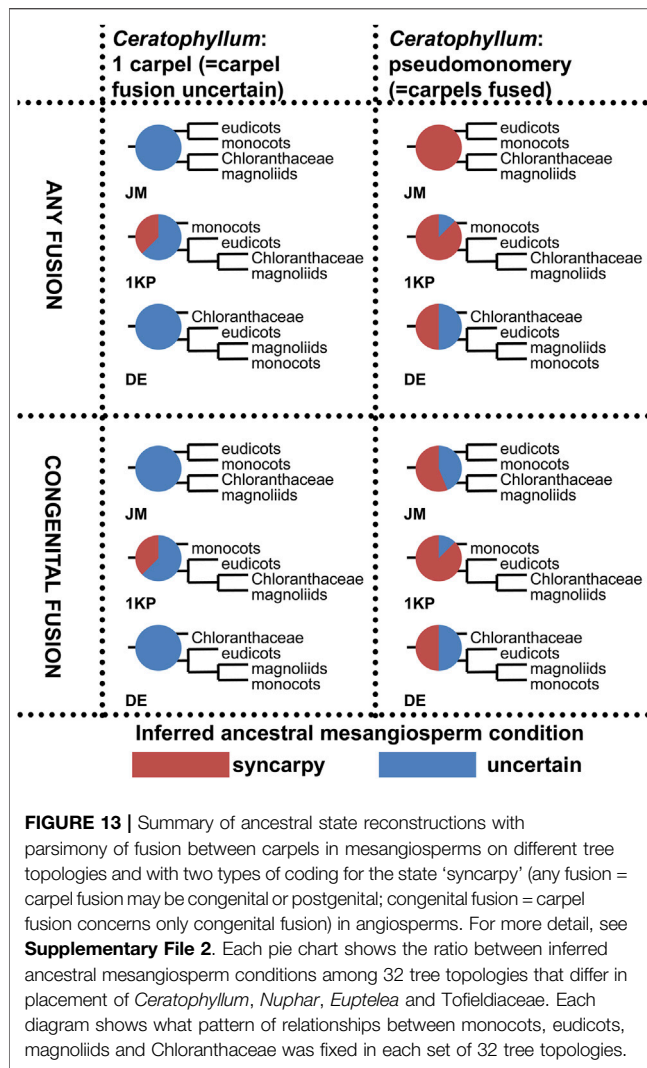 Ceratophyllum:
1 carpel (=carpel
fusion uncertain)
Ceratophyllum:
pseudomonomery
(=carpels fused)
ANY FUSION
eudicots
monocots
Chloranthaceae
magnoliids
JM
monocots
eudicots
Chloranthaceae
magnoliids
1KP
Chloranthaceae
eudicots
magnoliids
monocots
DE
eudicots
monocots
Chloranthaceae
magnoliids
JM
monocots
eudicots
Chloranthaceae
magnoliids
1KP
Chloranthaceae
eudicots
magnoliids
monocots
DE
CONGENITAL FUSION
eudicots
monocots
Chloranthaceae
magnoliids
JM
monocots
eudicots
Chloranthaceae
magnoliids
1KP
Chloranthaceae
eudicots
magnoliids
monocots
DE
eudicots
monocots
Chloranthaceae
magnoliids
JM
monocots
eudicots
Chloranthaceae
magnoliids
1KP
Chloranthaceae
eudicots
magnoliids
monocots
DE
Inferred ancestral mesangiosperm condition
syncarpy
uncertain
FIGURE 13 | Summary of ancestral state reconstructions with
parsimony of fusion between carpels in mesangiosperms on different tree
topologies and with two types of coding for the state ‘syncarpy’ (any fusion =
carpel fusion may be congenital or postgenital; congenital fusion = carpel
fusion concerns only congenital fusion) in angiosperms. For more detail, see
Supplementary File 2. Each pie chart shows the ratio between inferred
ancestral mesangiosperm conditions among 32 tree topologies that differ in
placement of Ceratophyllum, Nuphar, Euptelea and Tofieldiaceae. Each
diagram shows what pattern of relationships between monocots, eudicots,
magnoliids and Chloranthaceae was fixed in each set of 32 tree topologies.